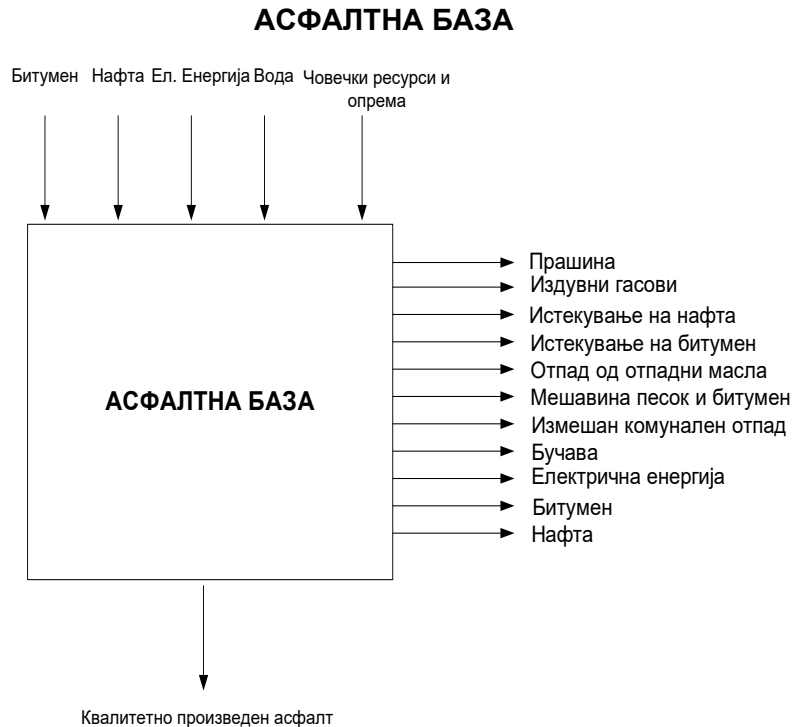 АСФАЛТНА БАЗА
Битумен Нафта Ел. Енергија Вода Човечки ресурси и
опрема
АСФАЛТНА БАЗА
Прашина
Издувни гасови
Истекување на нафта
Истекување на битумен
Отпад од отпадни масла
Мешавина песок и битумен
Измешан комунален отпад
Бучава
Електрична енергија
Битумен
Нафта
Квалитетно произведен асфалт